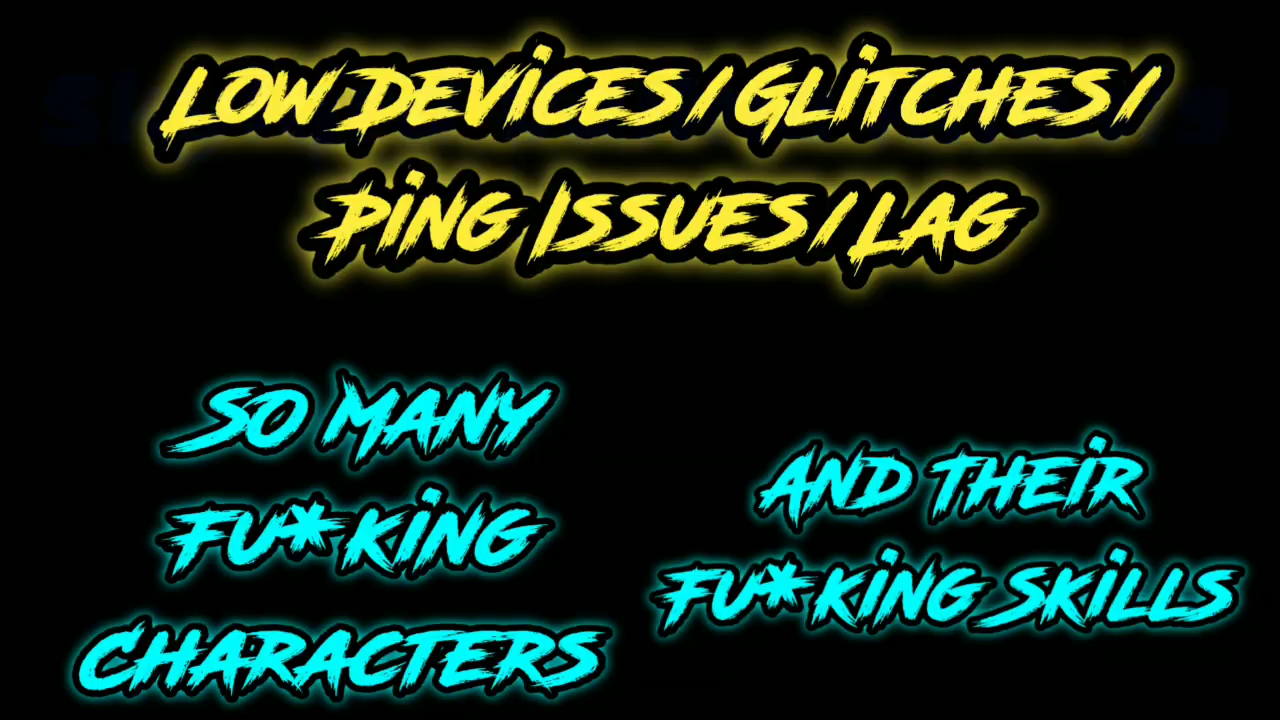 Low Devices/Glitches/
Ping Issues/Lag
So Many
Fu*king
Characters
And Their
Fu*king Skills